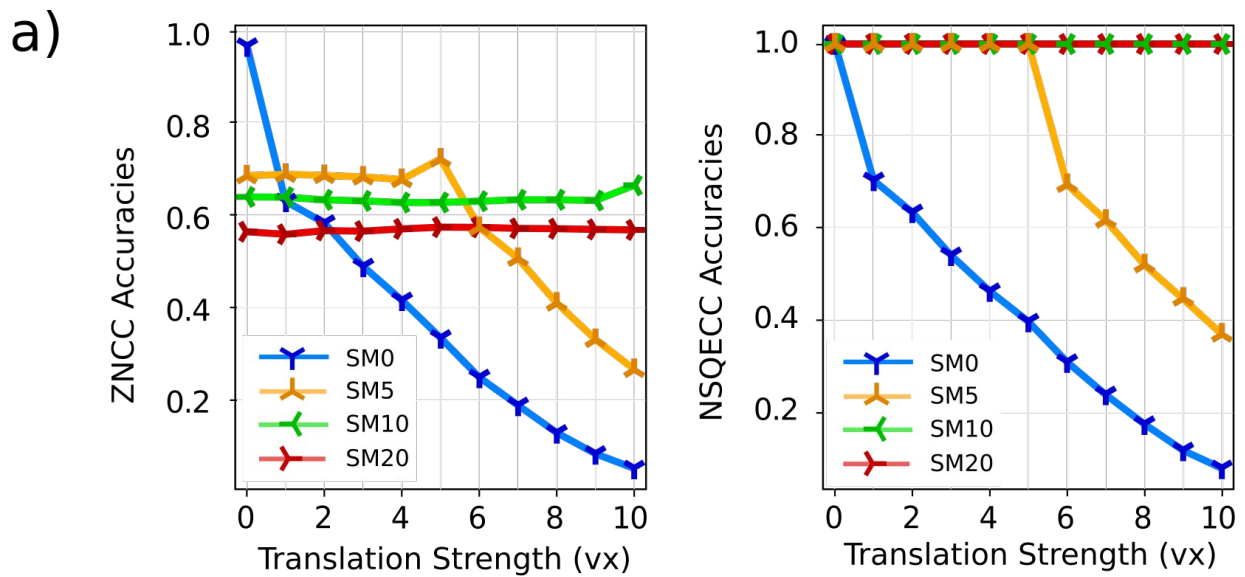 a)
ZNCC Accuracies
1.0
0.8
0.6
0.4
0.2
SM0
SM5
SM10
SM20
0 2 4 6 8 10
Translation Strength (vx)
NSQECC Accuracies
1.0
0.8
0.6
0.4
0.2
SM0
SM5
SM10
SM20
0 2 4 6 8 10
Translation Strength (vx)